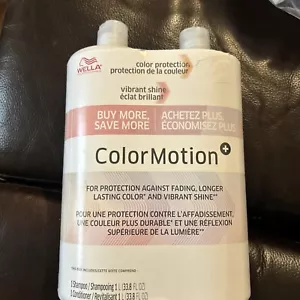 WELLA
color protection
protection de la couleur
vibrant shine
éclat brillant
BUY MORE,
SAVE MORE
ACHETEZ PLUS,
ÉCONOMISEZ PLUS
ColorMotion+
FOR PROTECTION AGAINST FADING, LONGER
LASTING COLOR* AND VIBRANT SHINE**
POUR UNE PROTECTION CONTRE L'AFFADISSEMENT,
UNE COULEUR PLUS DURABLE* ET UNE RÉFLEXION
SUPÉRIEURE DE LA LUMIÈRE**
1 Shampoo / Shampooing 1 L (33.8 FL OZ)
1 Conditioner / Revitalisant 1 L (33.8 FL OZ)